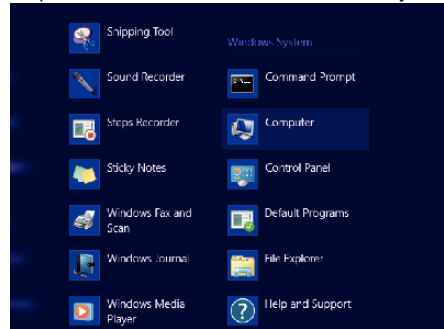 Snipping Tool
Sound Recorder
Steps Recorder
Sticky Notes
Windows Fax and
Scan
Windows Journal
Windows Media
Player
Windows System
Command Prompt
Computer
Control Panel
Default Programs
File Explorer
Help and Support